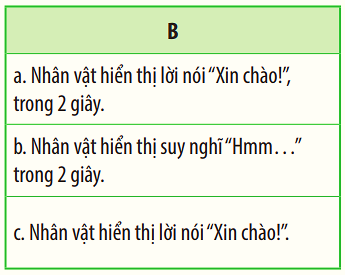 B
a. Nhân vật hiển thị lời nói “Xin chào!”,
trong 2 giây.
b. Nhân vật hiển thị suy nghĩ “Hmm…”
trong 2 giây.
c. Nhân vật hiển thị lời nói “Xin chào!”.